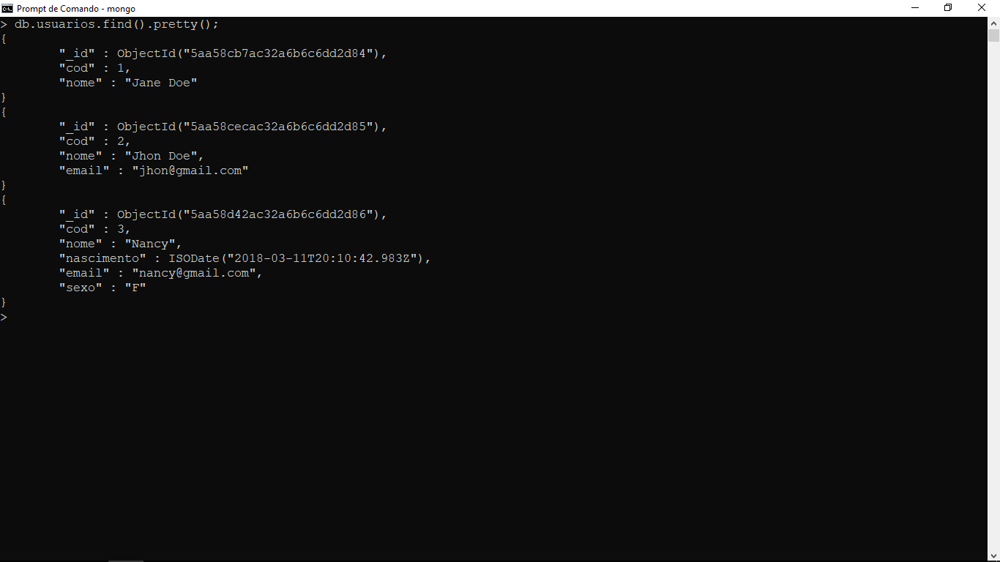 Prompt de Comando - mongo
> db.usuarios.find().pretty();
{
"_id" : ObjectId("5aa58cb7ac32a6b6c6dd2d84"),
"cod" : 1,
"nome" : "Jane Doe"
}
{
"_id" : ObjectId("5aa58cecac32a6b6c6dd2d85"),
"cod" : 2,
"nome" : "Jhon Doe",
"email" : "jhon@gmail.com"
}
{
"_id" : ObjectId("5aa58d42ac32a6b6c6dd2d86"),
"cod" : 3,
"nome" : "Nancy",
"nascimento" : ISODate("2018-03-11T20:10:42.983Z"),
"email" : "nancy@gmail.com",
"sexo" : "F"
}
>